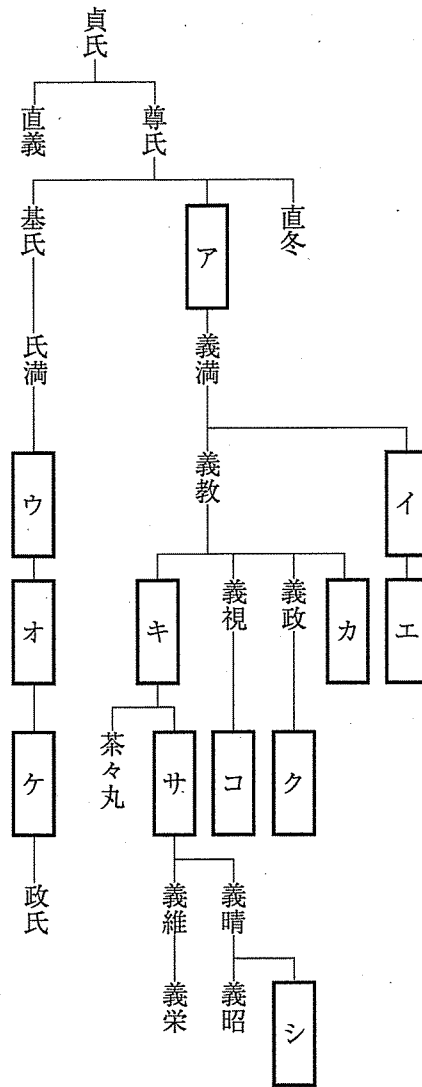 貞氏
尊氏
直義
直冬
ア
基氏
義満
氏満
イ
義教
ウ
エ
カ
義政
義視
キ
オ
ク
コ
サ
茶々丸
ケ
義晴
義維
政氏
シ
義昭
義栄